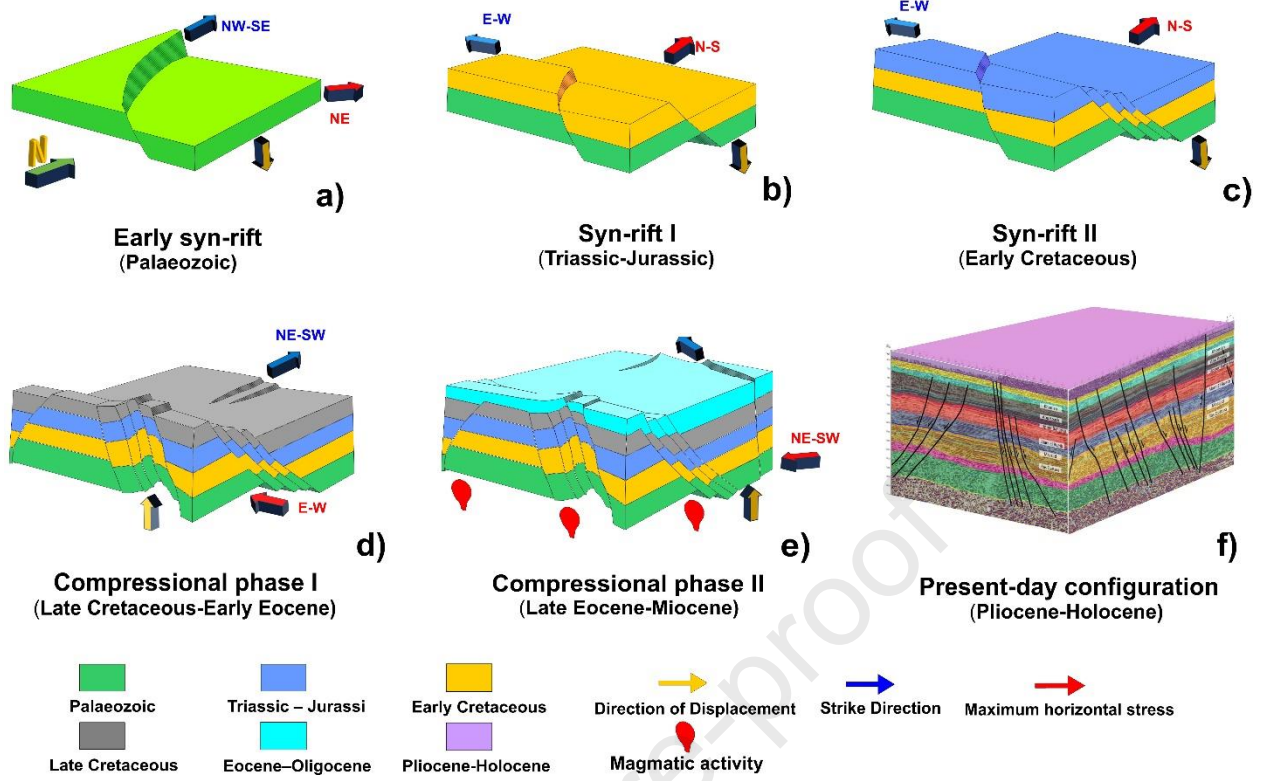 NW-SE
NE
N
a)
Early syn-rift
(Palaeozoic)
E-W
N-S
b)
Syn-rift I
(Triassic-Jurassic)
E-W
N-S
c)
Syn-rift II
(Early Cretaceous)
NE-SW
E-W
d)
Compressional phase I
(Late Cretaceous-Early Eocene)
NE-SW
e)
Compressional phase II
(Late Eocene-Miocene)
f)
Present-day configuration
(Pliocene-Holocene)
Palaeozoic
Triassic – Jurassi
Early Cretaceous
Direction of Displacement
Strike Direction
Maximum horizontal stress
Late Cretaceous
Eocene–Oligocene
Pliocene-Holocene
Magmatic activity